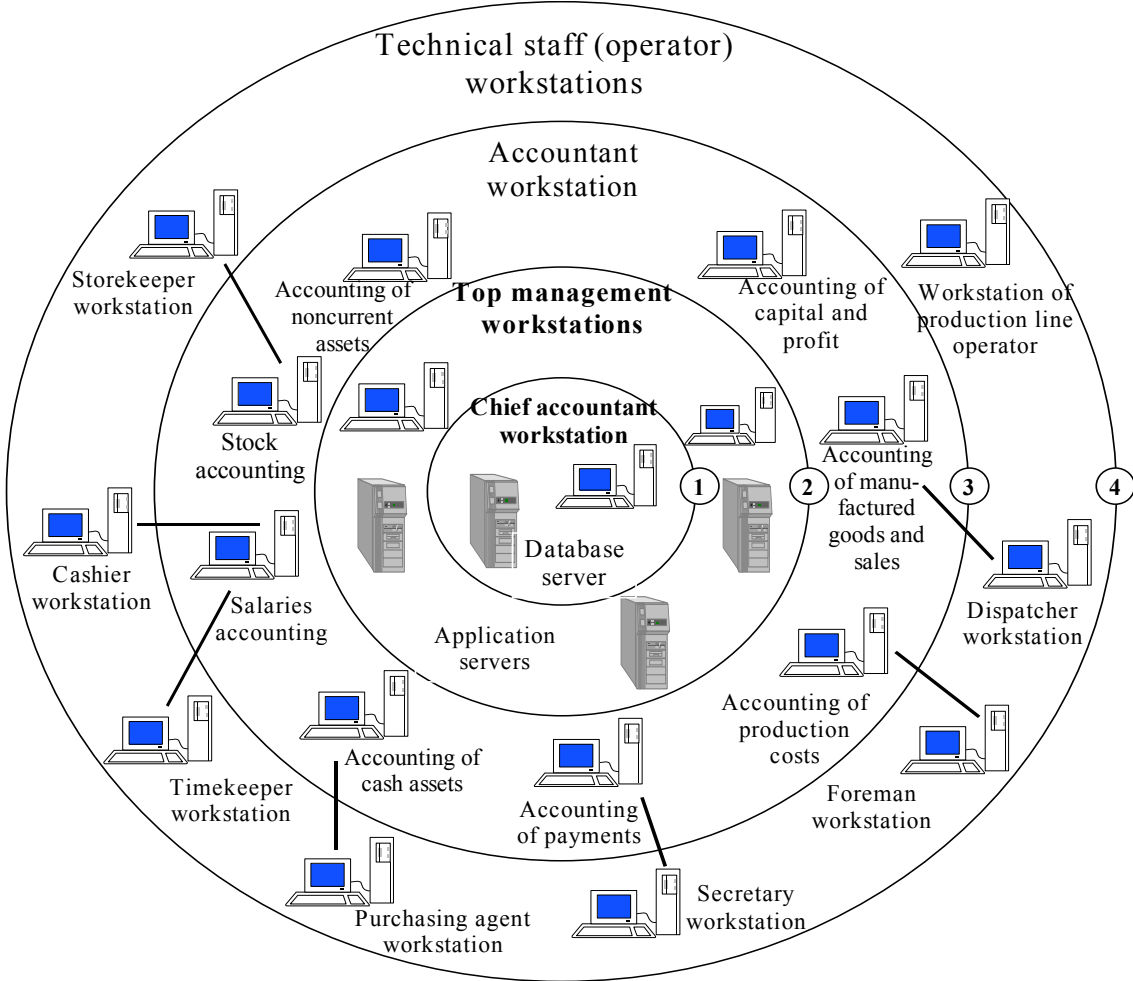 Technical staff (operator)
workstations
Accountant
workstation
Storekeeper
workstation
Accounting of
noncurrent
assets
Top management
workstations
Accounting of
capital and
profit
Workstation of
production line
operator
Stock
accounting
Chief accountant
workstation
Accounting
of manu-
factured
goods and
sales
1
2
3
4
Cashier
workstation
Salaries
accounting
Database
server
Dispatcher
workstation
Application
servers
Timekeeper
workstation
Accounting of
cash assets
Accounting
of payments
Accounting of
production
costs
Foreman
workstation
Purchasing agent
workstation
Secretary
workstation